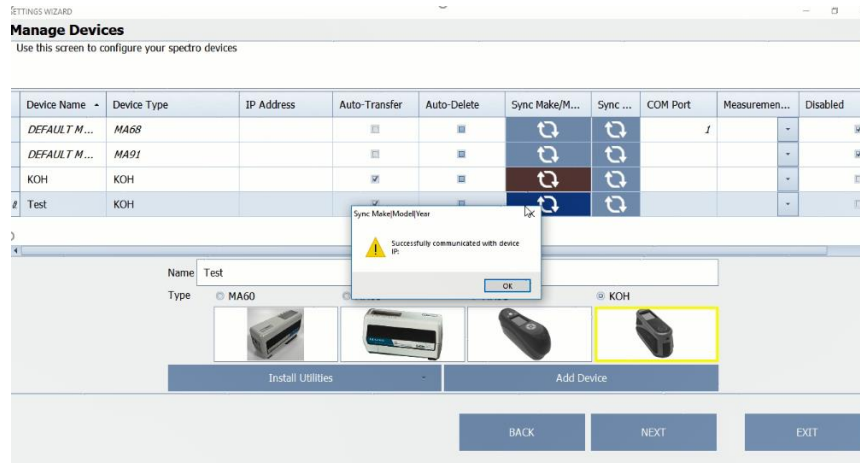 SETTINGS WIZARD
Manage Devices
Use this screen to configure your spectro devices
Device Name Device Type IP Address Auto-Transfer Auto-Delete Sync Make/M... Sync ... COM Port Measuremen... Disabled
DEFAULT M... MA68 1
DEFAULT M... MA91
KOH KOH
Test KOH
Sync Make|Model|Year
Successfully communicated with device
IP:
OK
Name Test
Type MA60 KOH
Install Utilities Add Device
BACK NEXT EXIT